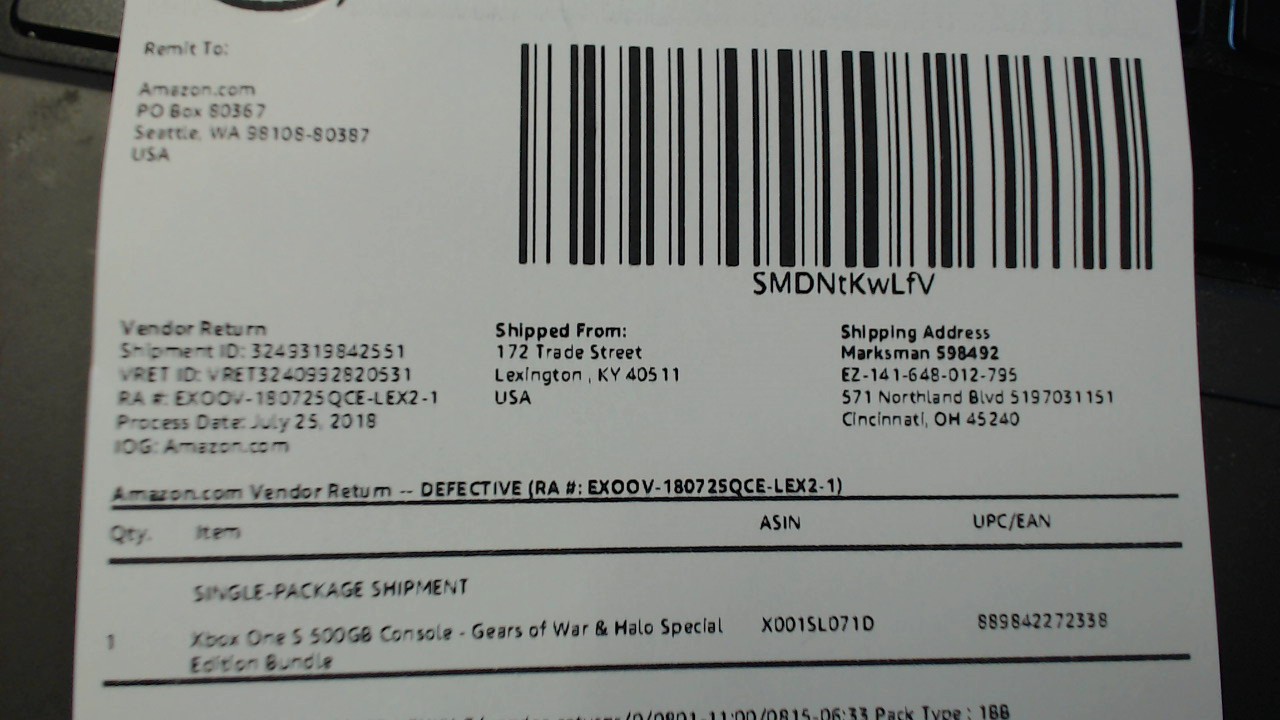 Remit To:
Amazon.com
PO Box 80387
Seattle, WA 98108-80387
USA
SMDNtKwLfV
Vendor Return
Shipment ID: 3249319842551
VRET ID: VRET3240992820531
RA #: EXOOV-180725QCE-LEX2-1
Process Date: July 25, 2018
IOG: Amazon.com
Shipped From:
172 Trade Street
Lexington , KY 40511
USA
Shipping Address
Marksman 598492
EZ-141-648-012-795
571 Northland Blvd 5197031151
Cincinnati, OH 45240
Amazon.com Vendor Return -- DEFECTIVE (RA #: EXOOV-180725QCE-LEX2-1)
Qty. Item ASIN UPC/EAN
SINGLE-PACKAGE SHIPMENT
1 Xbox One S 500GB Console - Gears of War & Halo Special X001SL071D 889842272338
Edition Bundle
Pack Type : 188